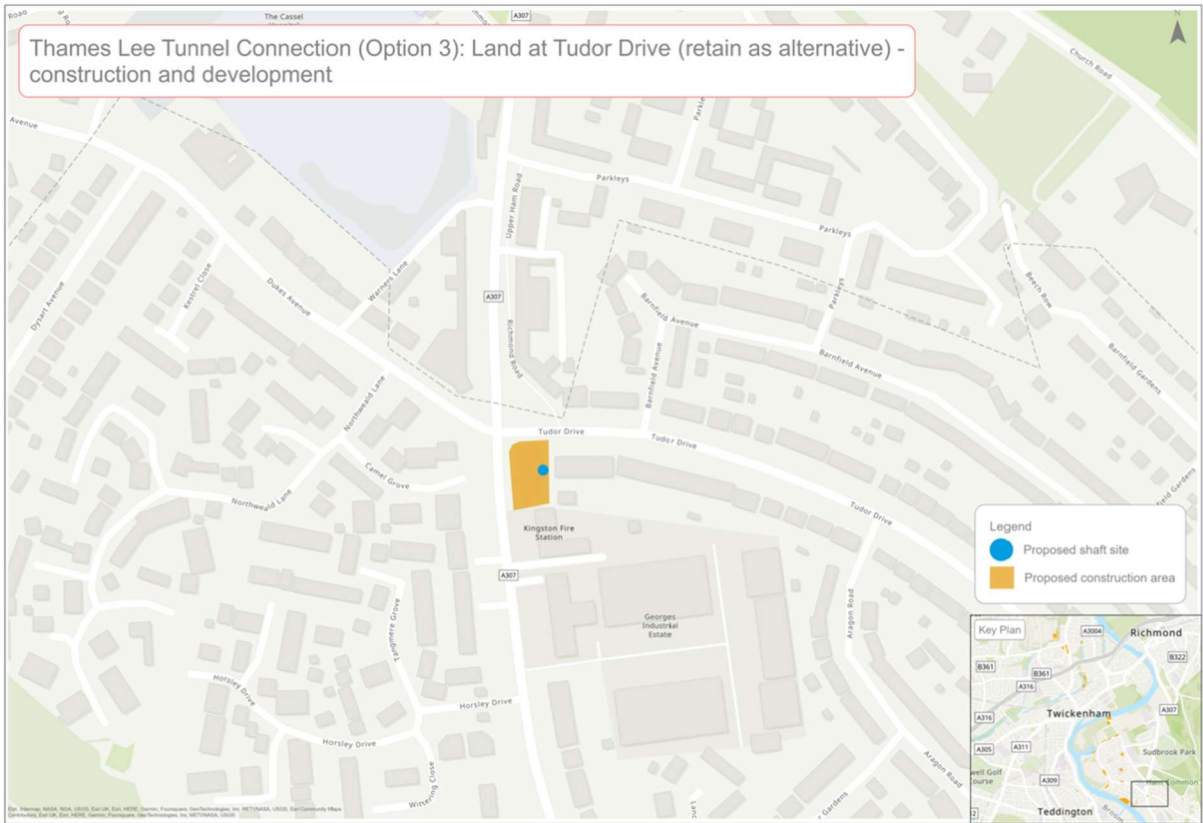 The Cassel
A307
N
Thames Lee Tunnel Connection (Option 3): Land at Tudor Drive (retain as alternative) -
construction and development
Church Road
Avenue
Parkleys
Upper Ham Road
Parkleys
Kestrel Close
Warners Lane
Dukes Avenue
Dysart Avenue
A307
Richmond Road
Barnfield Avenue
Parkleys
Beech Row
Barnfield Gardens
Barnfield Avenue
Barnfield Avenue
Northweald Lane
Tudor Drive
Tudor Drive
Camel Grove
Northweald Lane
Tudor Drive
Kingston Fire
Station
Legend
Proposed shaft site
Proposed construction area
A307
Langmere Grove
Georges
Industrial
Estate
Aragon Road
Horsley Drive
Horsley Drive
Horsley Drive
Wittering Close
Aragon Road
Gardens
Key Plan
A3004
Richmond
B361
B361
B322
A316
A316
Twickenham
A307
A305
A311
Sudbrook Park
well Golf
Course
A309
Ham Common
Teddington